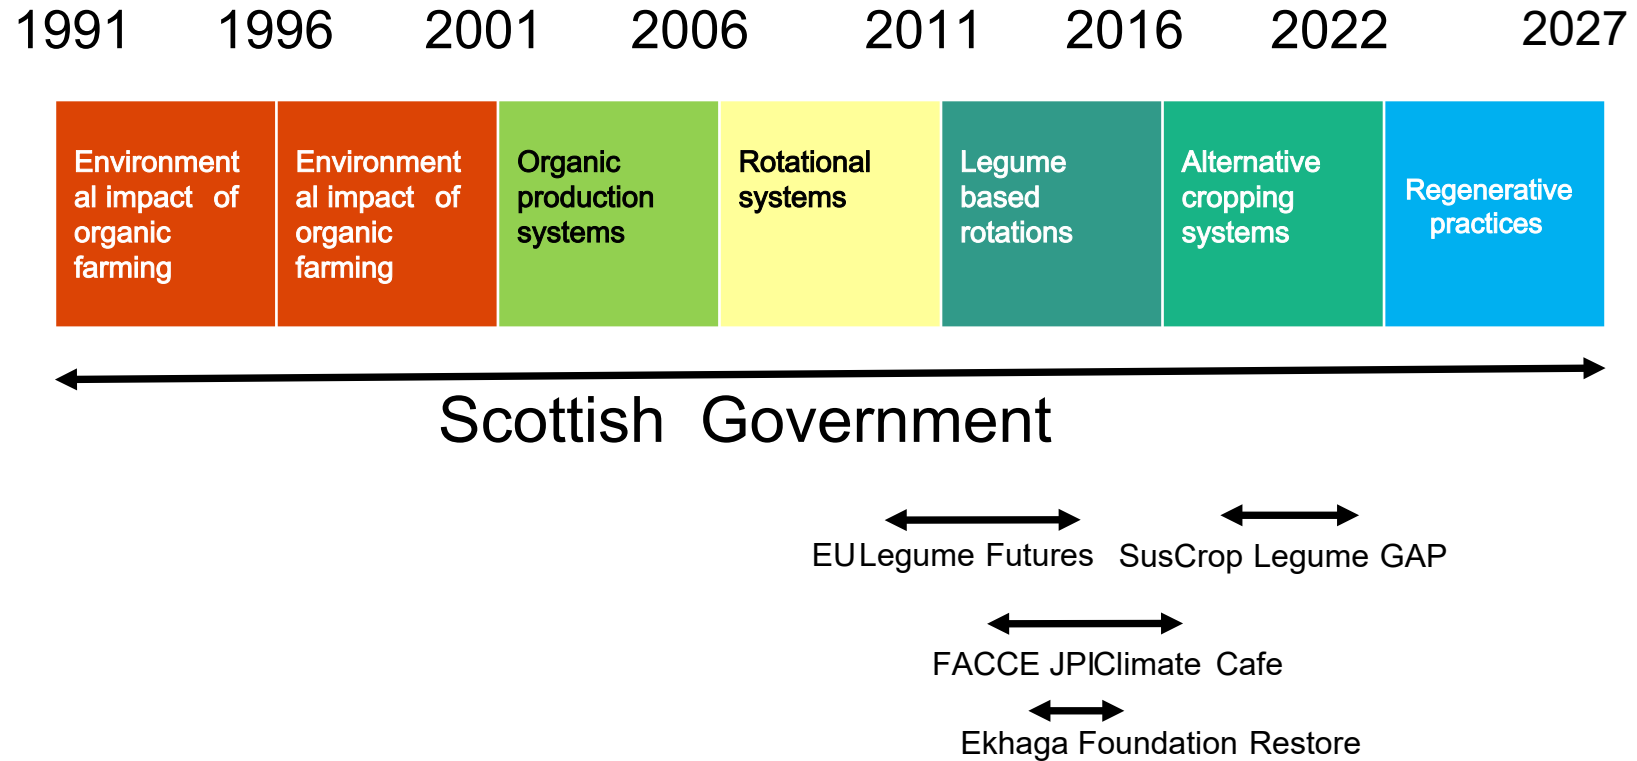 1991 1996 2001 2006 2011 2016 2022 2027
Environment
al impact of
organic
farming
Environment
al impact of
organic
farming
Organic
production
systems
Rotational
systems
Legume
based
rotations
Alternative
cropping
systems
Regenerative
practices
Scottish Government
EU Legume Futures
SusCrop Legume GAP
FACCE JPI Climate Cafe
Ekhaga Foundation Restore